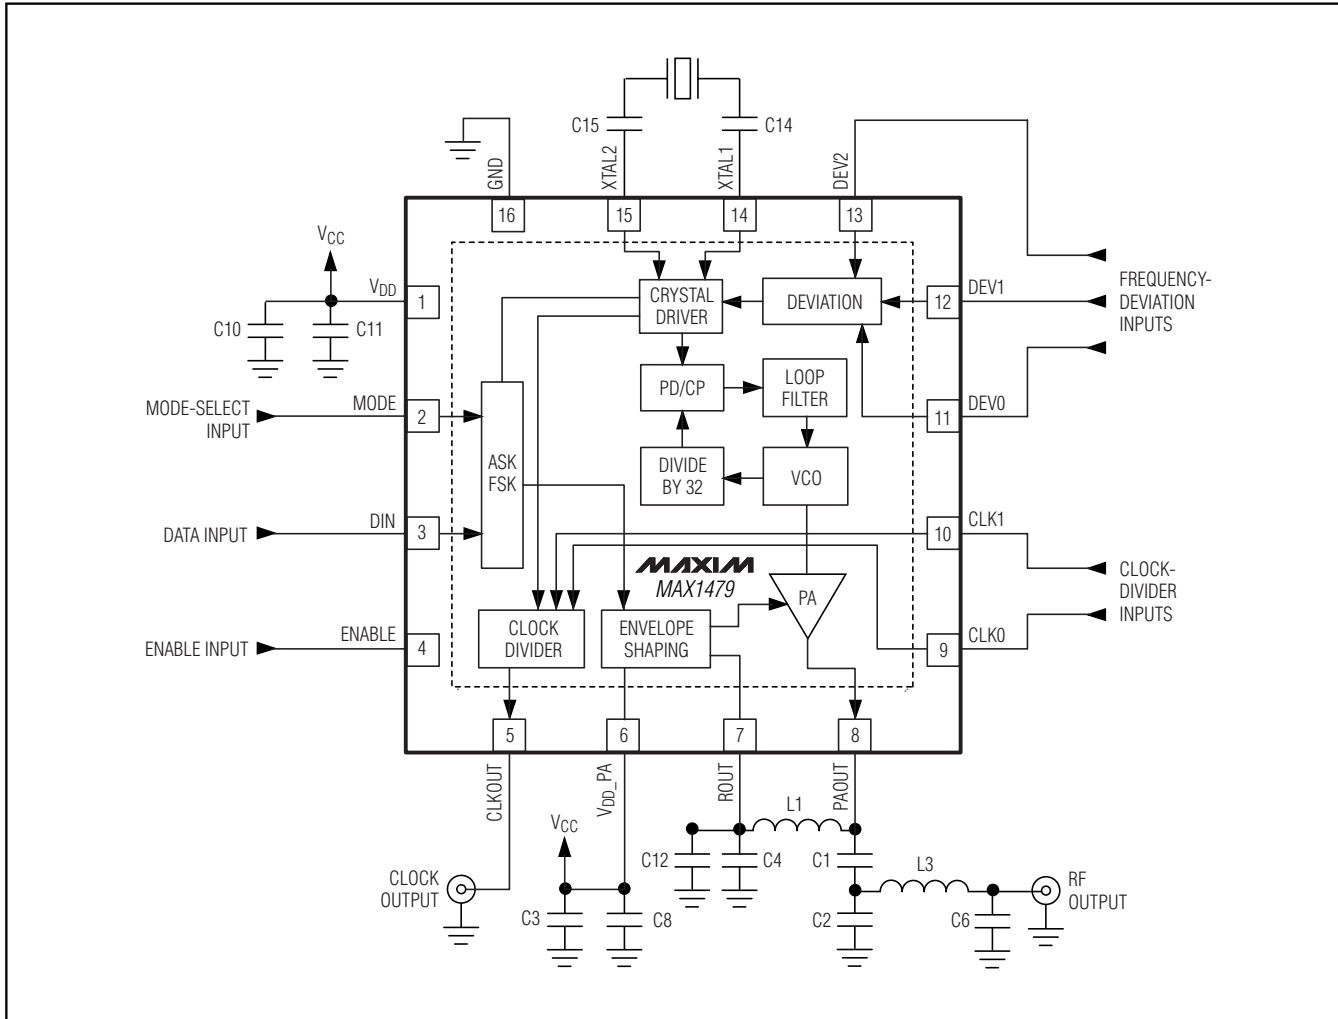 C15
C14
GND
XTAL2
XTAL1
DEV2
16
15
14
13
VCC
VDD
1
C10
C11
CRYSTAL
DRIVER
DEVIATION
12
DEV1
FREQUENCY-
DEVIATION
INPUTS
MODE-SELECT
INPUT
MODE
2
PD/CP
LOOP
FILTER
11
DEV0
ASK
FSK
DIVIDE
BY 32
VCO
DATA INPUT
DIN
3
10
CLK1
MAXIM
MAX1479
PA
CLOCK-
DIVIDER
INPUTS
ENABLE INPUT
ENABLE
4
CLOCK
DIVIDER
ENVELOPE
SHAPING
9
CLK0
5
6
7
8
CLKOUT
VDD_PA
ROUT
PAOUT
L1
VCC
C12
C4
C1
L3
CLOCK
OUTPUT
C3
C8
C2
C6
RF
OUTPUT